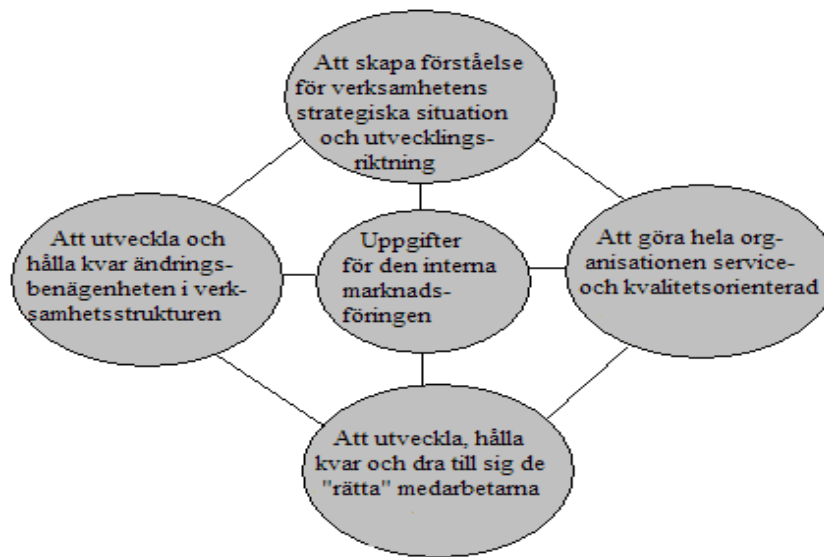 Att skapa förståelse
för verksamhetens
strategiska situation
och utvecklings-
riktning
Att utveckla och
hålla kvar ändrings-
benägenheten i verk-
samhetsstrukturen
Uppgifter
för den interna
marknads-
föringen
Att göra hela org-
anisationen service-
och kvalitetsorienterad
Att utveckla, hålla
kvar och dra till sig de
"rätta" medarbetarna